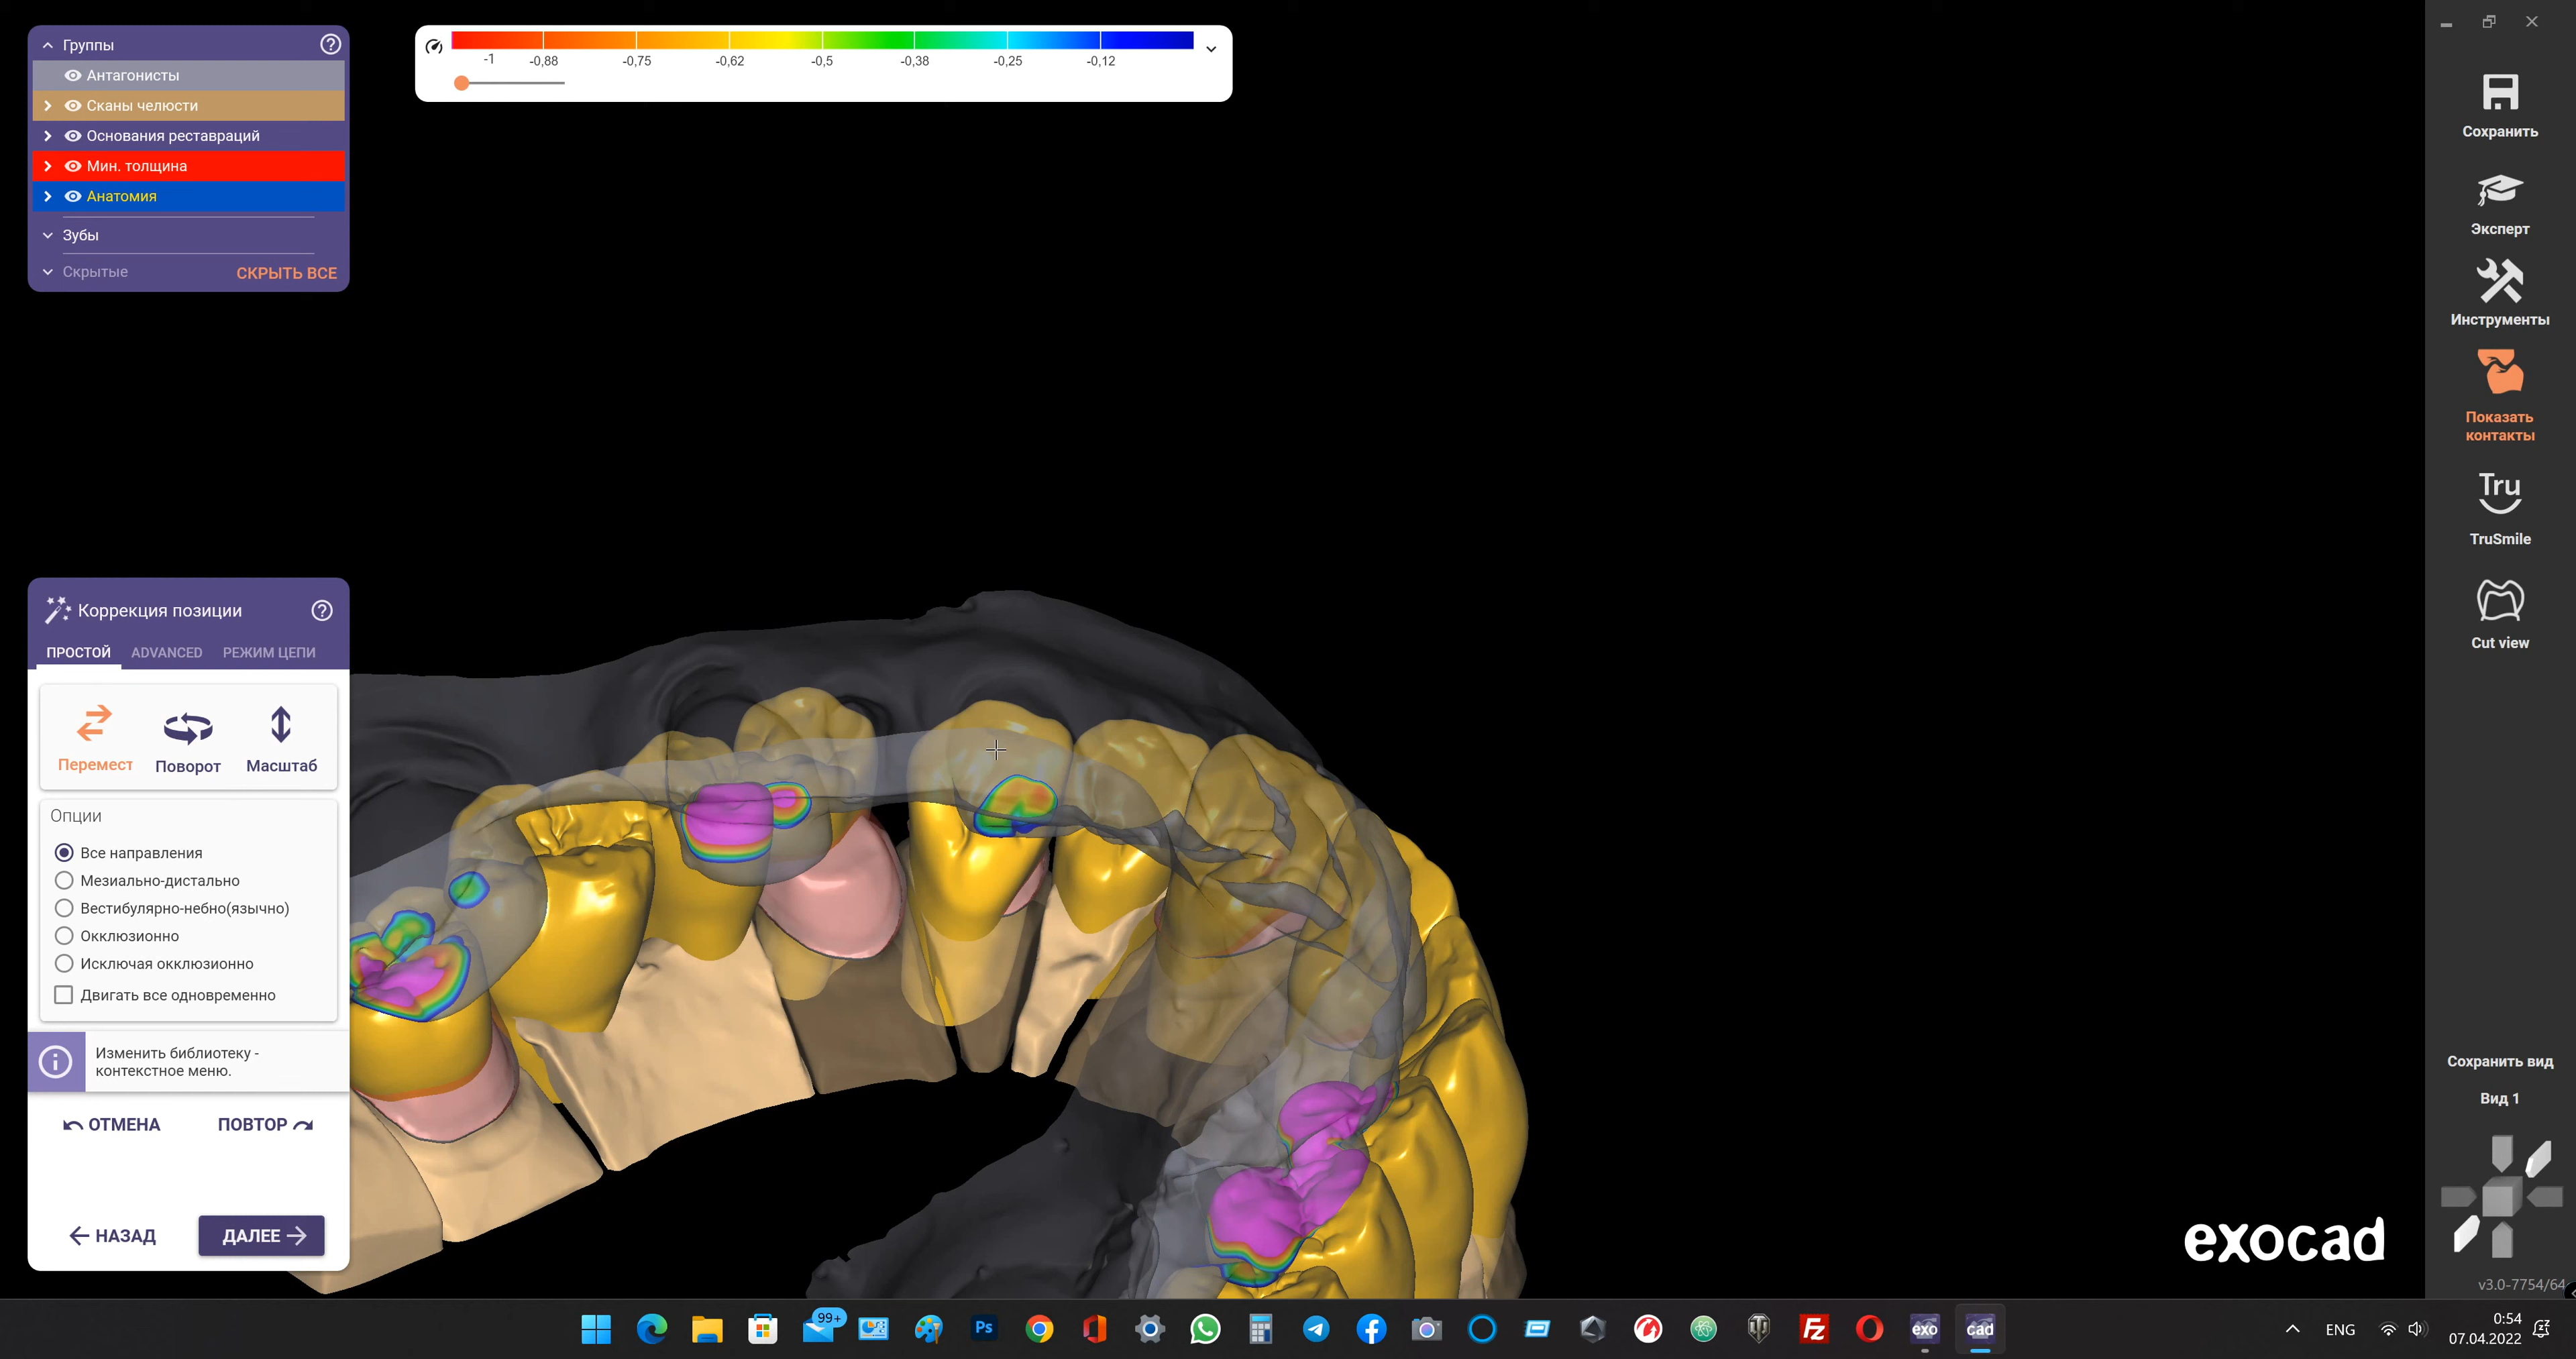 Группы
Антагонисты
Сканы челюсти
Основания реставраций
Мин. толщина
Анатомия
Зубы
Скрытые СКРЫТЬ ВСЕ
-1 -0,88 -0,75 -0,62 -0,5 -0,38 -0,25 -0,12
Сохранить
Эксперт
Инструменты
Показать
контакты
Tru
TruSmile
Cut view
Коррекция позиции
ПРОСТОЙ ADVANCED РЕЖИМ ЦЕПИ
Перемест Поворот Масштаб
Опции
Все направления
Мезиально-дистально
Вестибулярно-небно(язычно)
Окклюзионно
Исключая окклюзионно
Двигать все одновременно
Изменить библиотеку -
контекстное меню.
ОТМЕНА ПОВТОР
НАЗАД ДАЛЕЕ
Сохранить вид
Вид 1
exocad
v3.0-7754/64
99+
Ps
Fz
exo
cad
ENG
0:54
07.04.2022